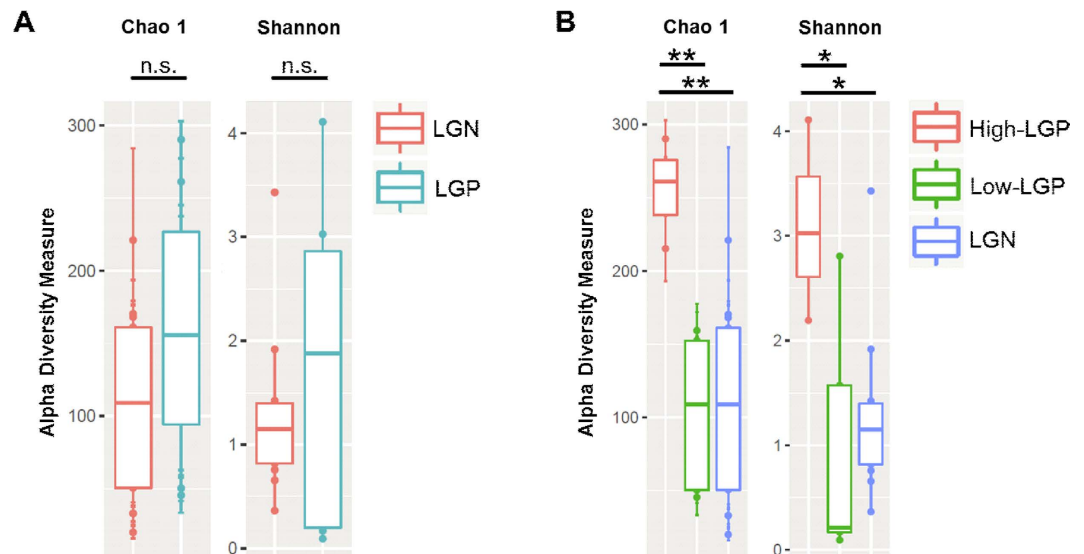 A
Chao 1
Shannon
n.s.
n.s.
Alpha Diversity Measure
300
200
100
4
3
2
1
0
LGN
LGP
B
Chao 1
Shannon
**
**
*
*
Alpha Diversity Measure
300
200
100
4
3
2
1
0
High-LGP
Low-LGP
LGN